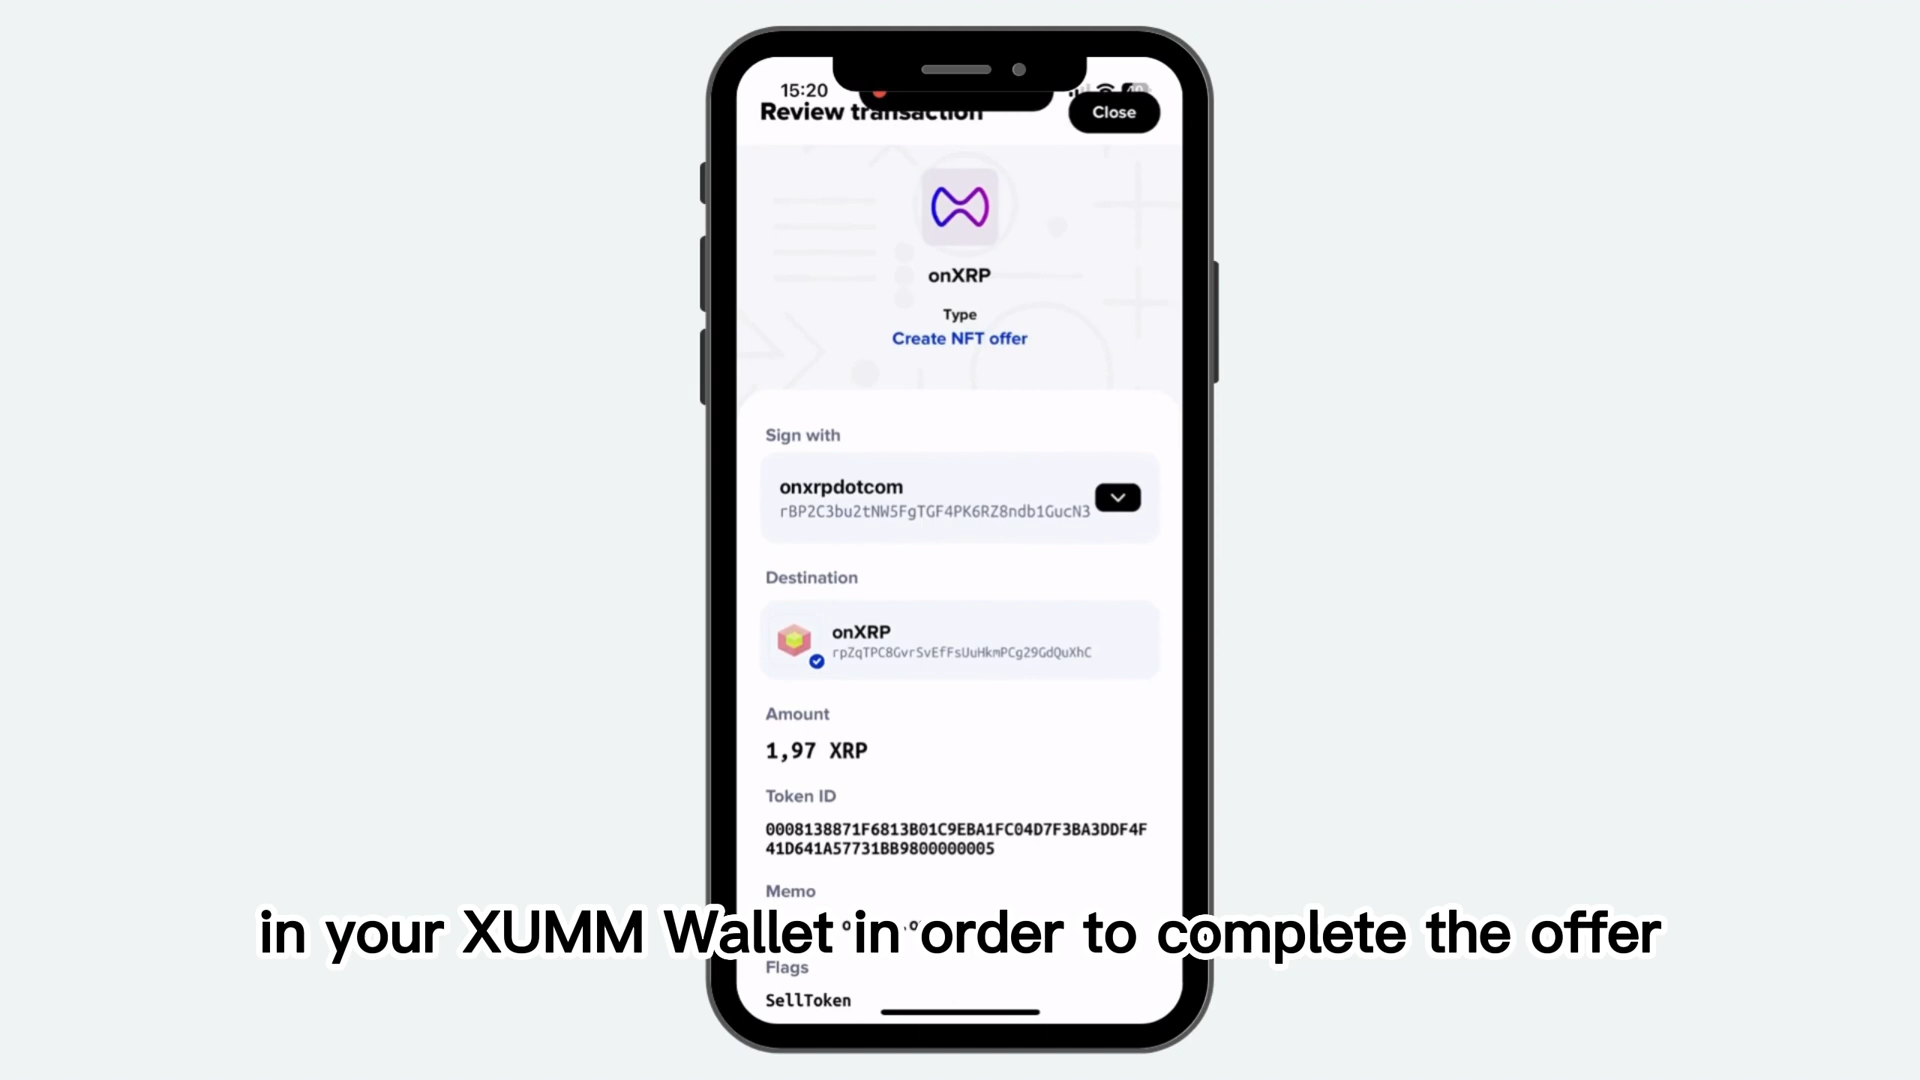 15:20
Review transaction
Close
onXRP
Type
Create NFT offer
Sign with
onxrpdotcom
rBP2C3bu2tNW5FgTGF4PK6RZ8ndb1GucN3
Destination
onXRP
rpZqTPC8GvrSvEfFsUuHkmPCg29GdQuXhC
Amount
1,97 XRP
Token ID
0008138871F6813B01C9EBA1FC04D7F3BA3DDF4F
41D641A57731BB9800000005
Memo
in your XUMM Wallet in order to complete the offer
Flags
SellToken